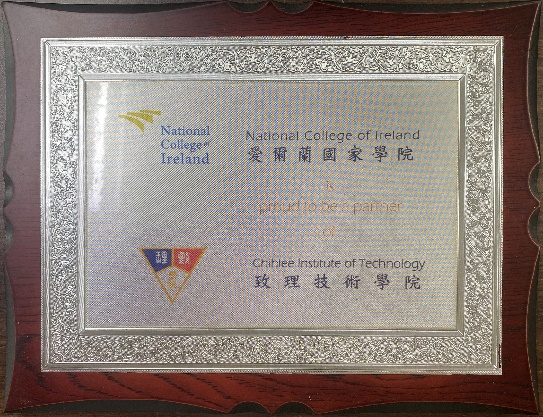 National
College of
Ireland
National College of Ireland
愛爾蘭國家學院
is
proud to be a partner
of
Chihlee Institute of Technology
致理技術學院